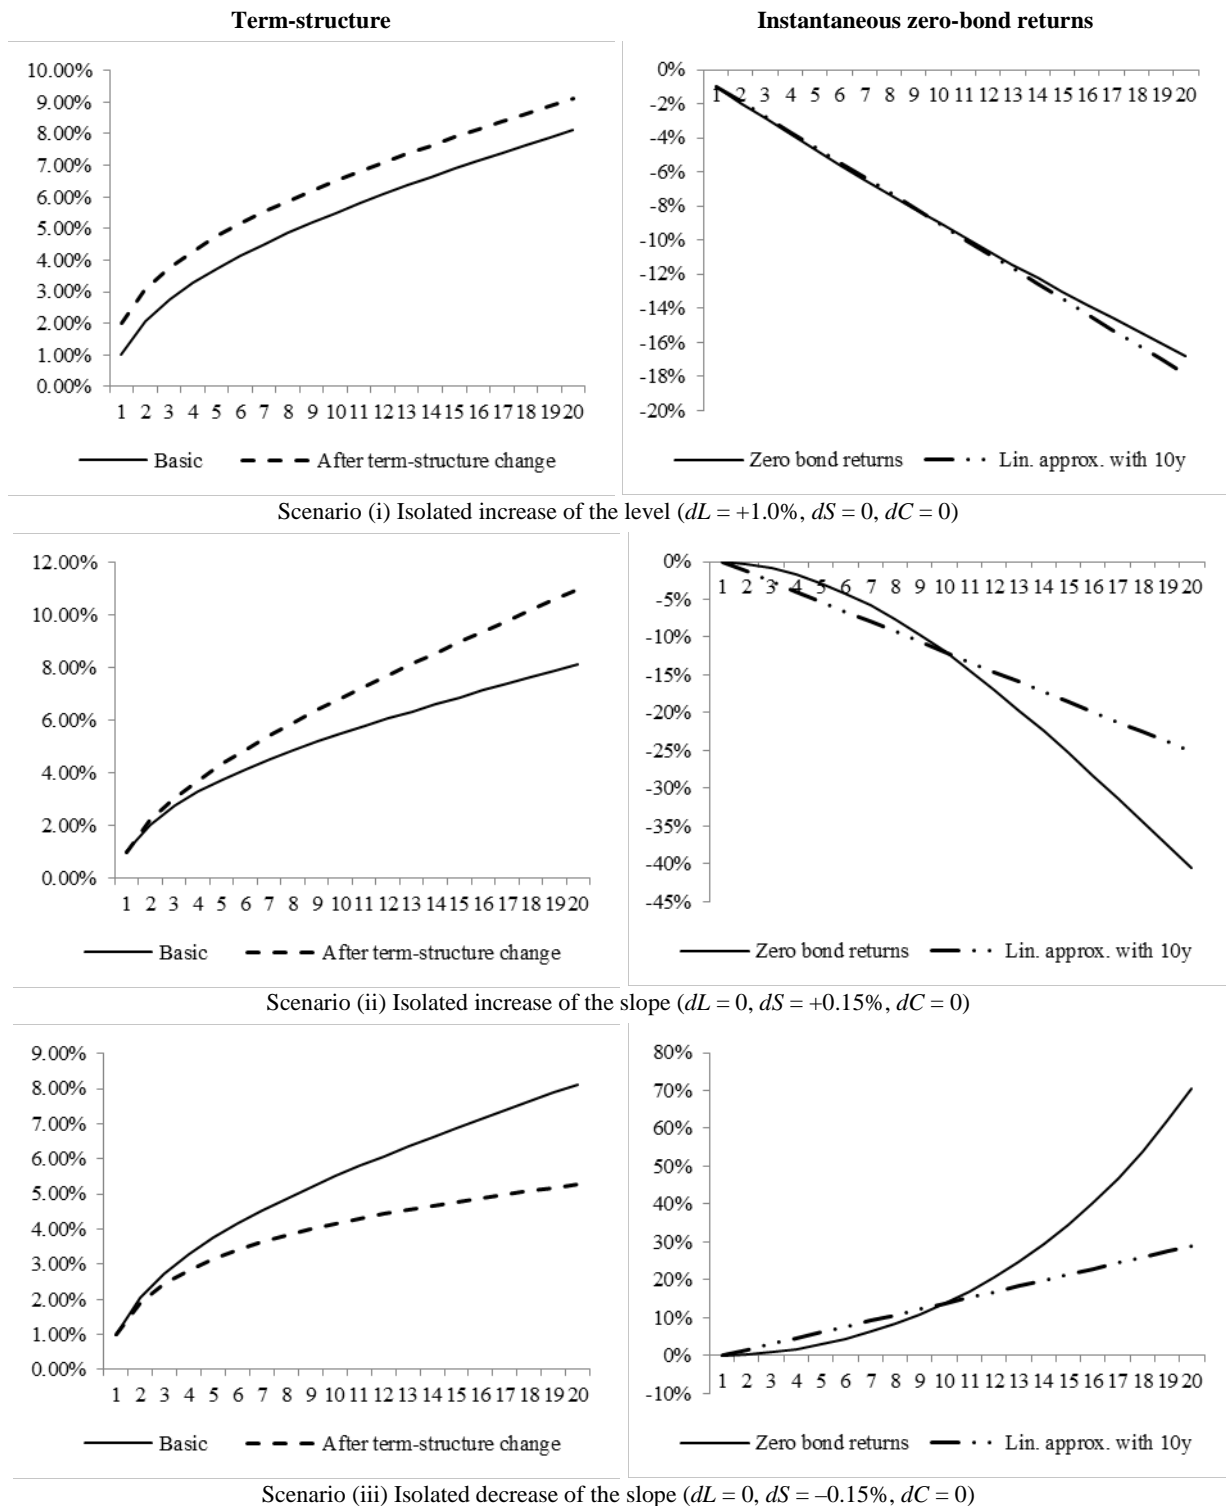 Term-structure
Instantaneous zero-bond returns
10.00%
9.00%
8.00%
7.00%
6.00%
5.00%
4.00%
3.00%
2.00%
1.00%
0.00%
1 2 3 4 5 6 7 8 9 10 11 12 13 14 15 16 17 18 19 20
Basic
After term-structure change
0%
-2%
-4%
-6%
-8%
-10%
-12%
-14%
-16%
-18%
-20%
1 2 3 4 5 6 7 8 9 10 11 12 13 14 15 16 17 18 19 20
Zero bond returns
Lin. approx. with 10y
Scenario (i) Isolated increase of the level (dL = +1.0%, dS = 0, dC = 0)
12.00%
10.00%
8.00%
6.00%
4.00%
2.00%
0.00%
1 2 3 4 5 6 7 8 9 10 11 12 13 14 15 16 17 18 19 20
Basic
After term-structure change
0%
-5%
-10%
-15%
-20%
-25%
-30%
-35%
-40%
-45%
1 2 3 4 5 6 7 8 9 10 11 12 13 14 15 16 17 18 19 20
Zero bond returns
Lin. approx. with 10y
Scenario (ii) Isolated increase of the slope (dL = 0, dS = +0.15%, dC = 0)
9.00%
8.00%
7.00%
6.00%
5.00%
4.00%
3.00%
2.00%
1.00%
0.00%
1 2 3 4 5 6 7 8 9 10 11 12 13 14 15 16 17 18 19 20
Basic
After term-structure change
80%
70%
60%
50%
40%
30%
20%
10%
0%
-10%
1 2 3 4 5 6 7 8 9 10 11 12 13 14 15 16 17 18 19 20
Zero bond returns
Lin. approx. with 10y
Scenario (iii) Isolated decrease of the slope (dL = 0, dS = –0.15%, dC = 0)